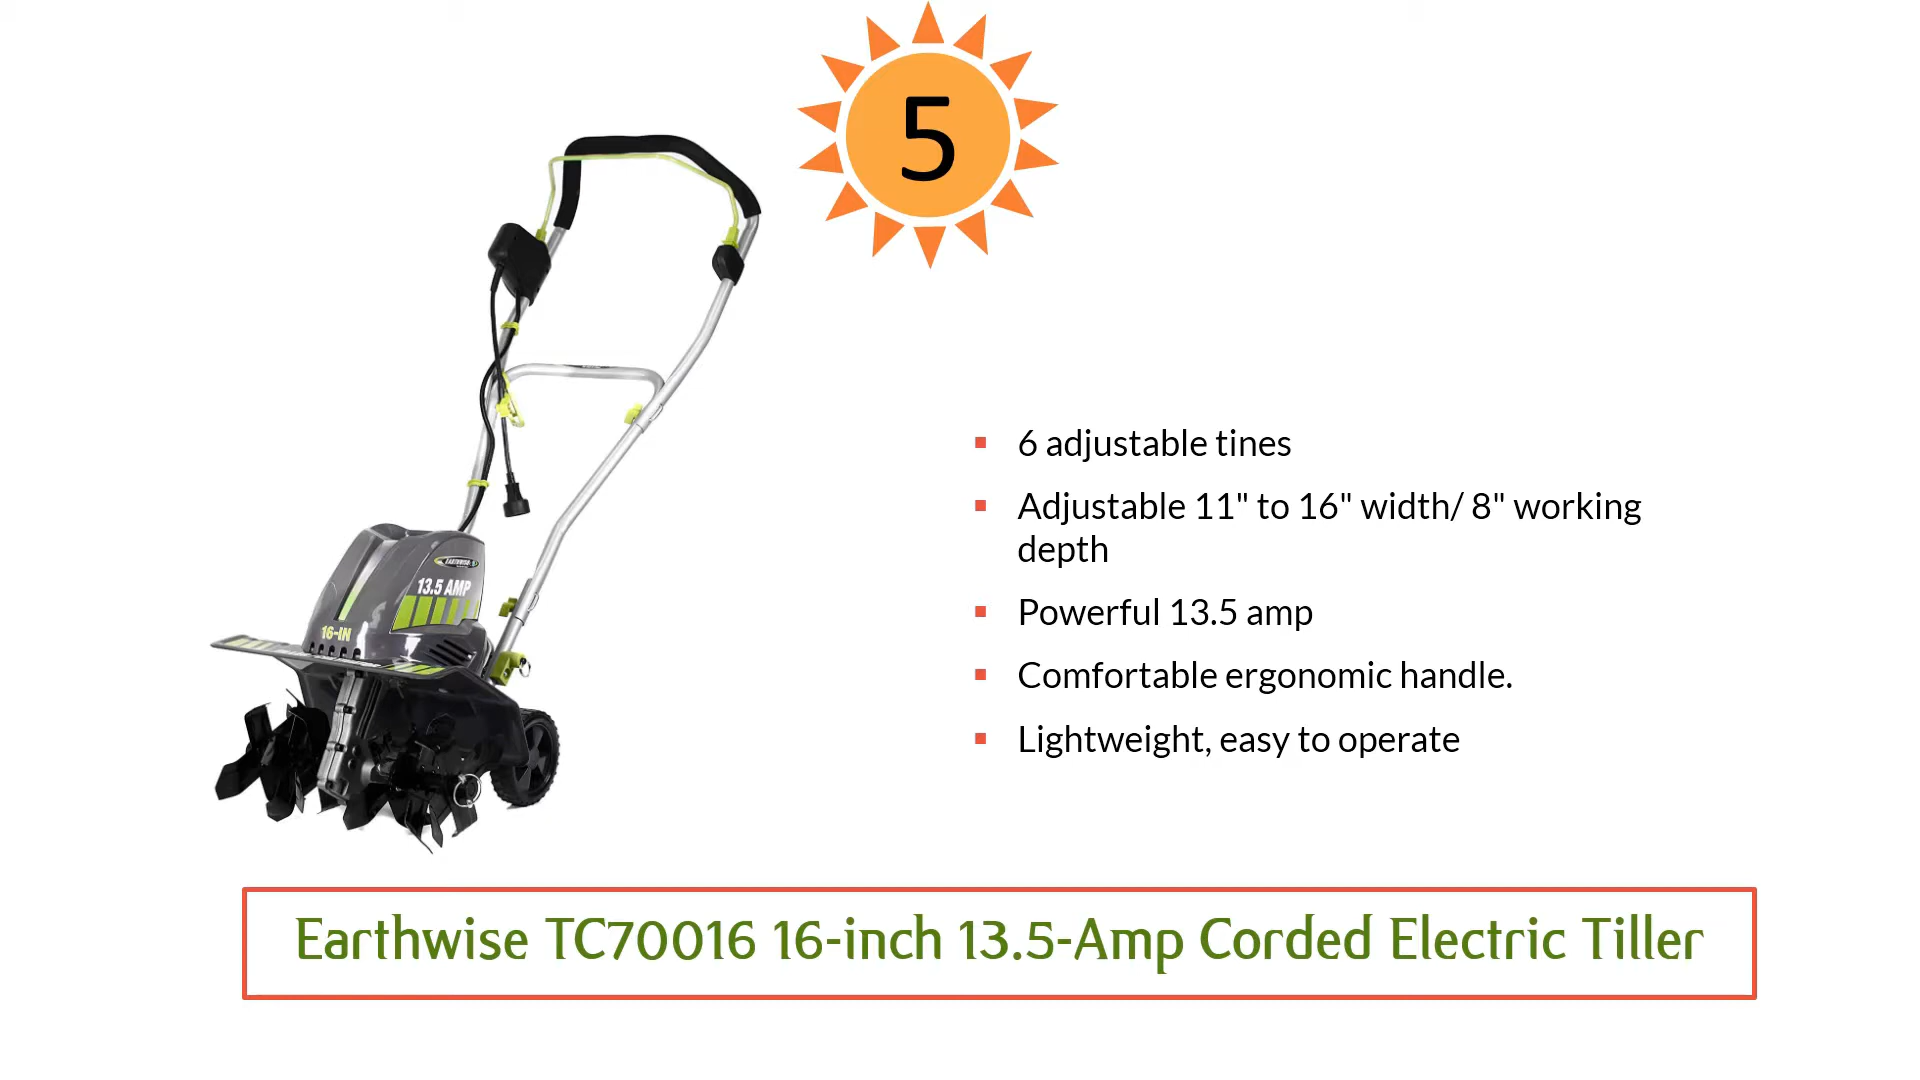 5
6 adjustable tines
Adjustable 11" to 16" width/ 8" working
depth
Powerful 13.5 amp
Comfortable ergonomic handle.
Lightweight, easy to operate
EARTHWISE
13.5 AMP
16-IN
Earthwise TC70016 16-inch 13.5-Amp Corded Electric Tiller